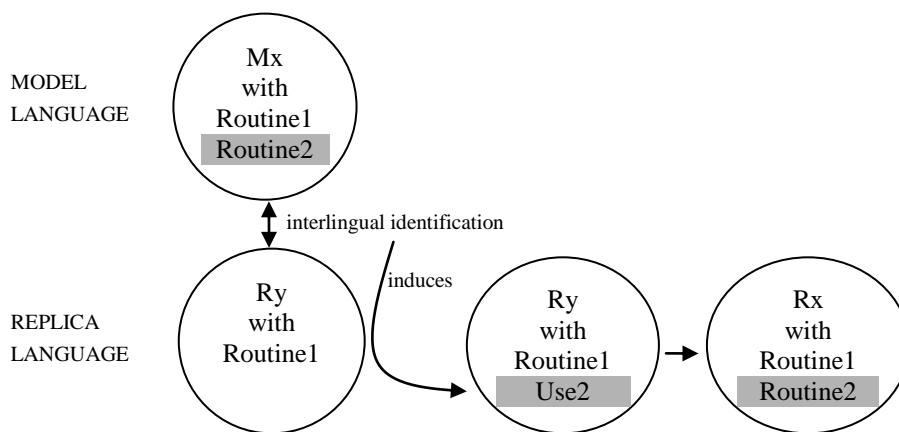 MODEL
LANGUAGE
Mx
with
Routine1
Routine2
interlingual identification
induces
REPLICA
LANGUAGE
Ry
with
Routine1
Ry
with
Routine1
Use2
Rx
with
Routine1
Routine2